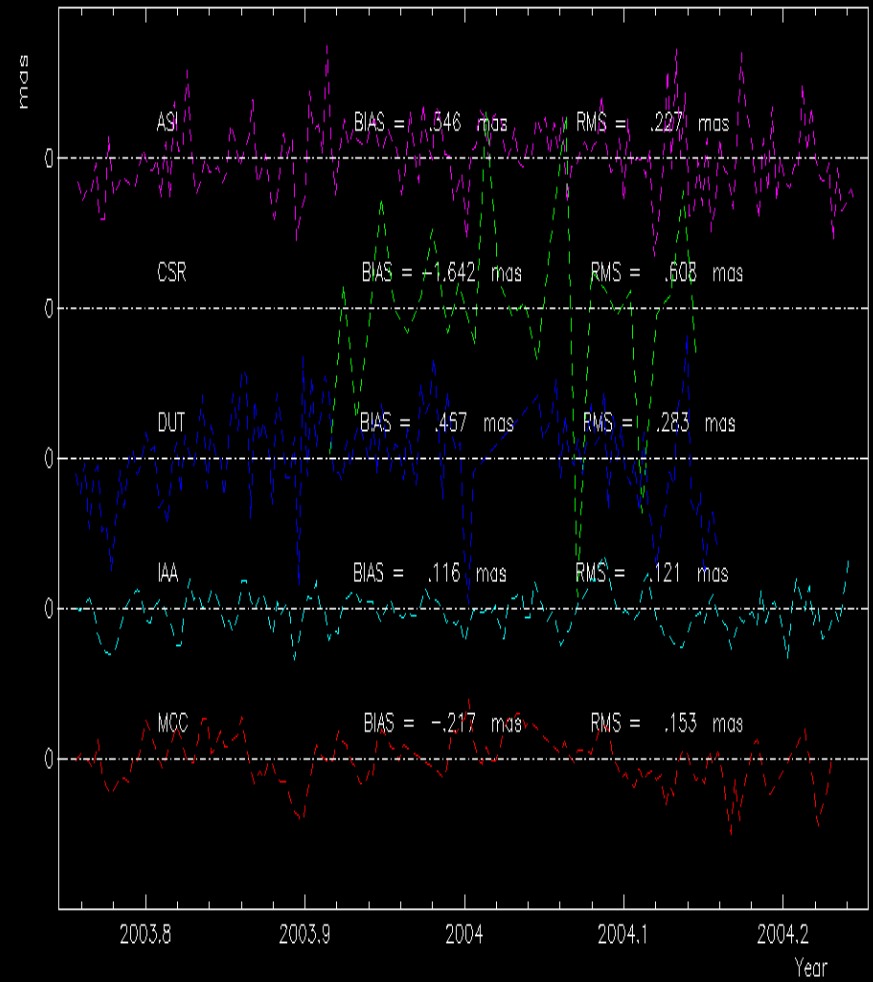 mas
ASI BIAS = mas RMS = .227 mas
0
CSR BIAS = -1.642 mas RMS = .608 mas
0
DUT BIAS = .457 mas RMS = .283 mas
0
IAA BIAS = .116 mas RMS = .121 mas
0
MCC BIAS = -.217 mas RMS = .153 mas
0
2003.8 2003.9 2004 2004.1 2004.2
Year